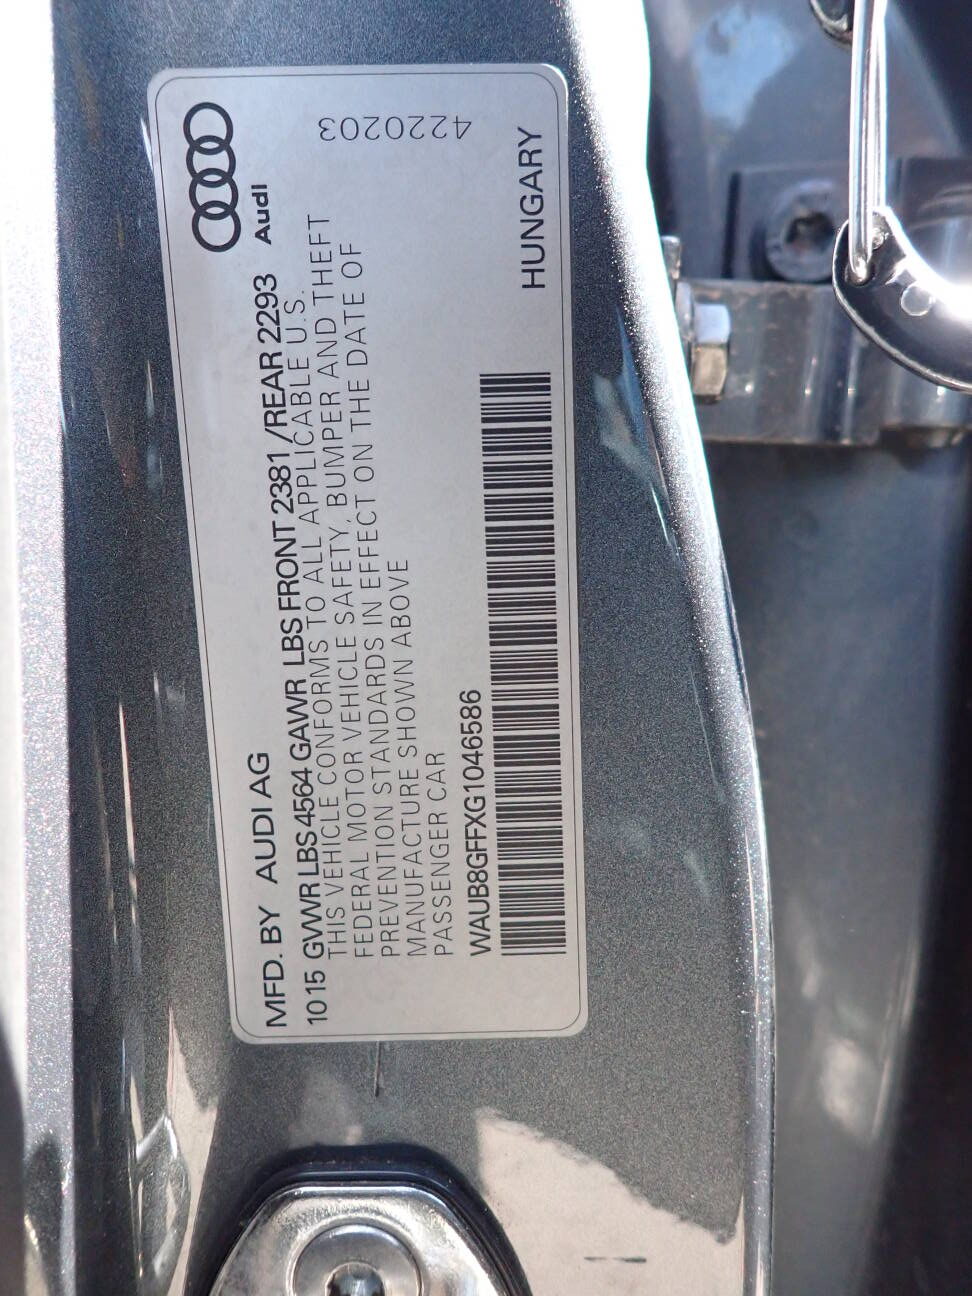 Audi
MFD. BY AUDI AG
10 15 GWWR LBS 4564 GAWR LBS FRONT 2381 /REAR 2293
THIS VEHICLE CONFORMS TO ALL APPLICABLE U.S.
FEDERAL MOTOR VEHICLE SAFETY, BUMPER AND THEFT
PREVENTION STANDARDS IN EFFECT ON THE DATE OF
MANUFACTURE SHOWN ABOVE
PASSENGER CAR
WAUB8GFFXG1046586
HUNGARY
4220203